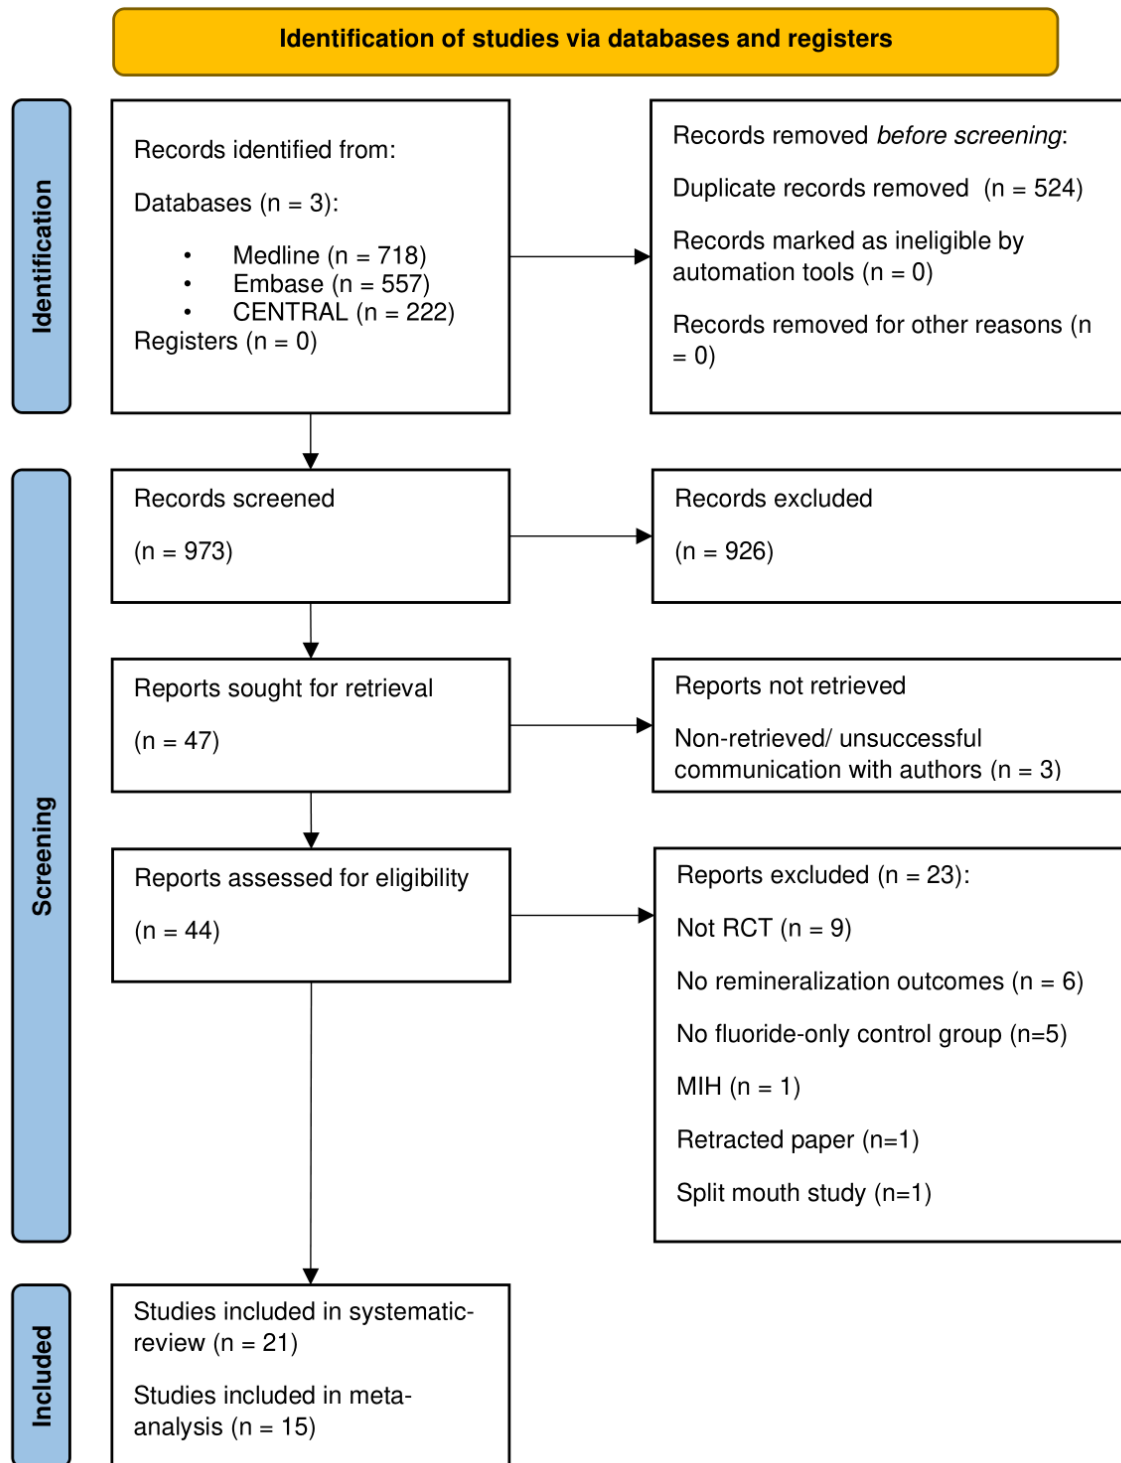 Identification of studies via databases and registers
Identification
Records identified from:
Databases (n = 3):
• Medline (n = 718)
• Embase (n = 557)
• CENTRAL (n = 222)
Registers (n = 0)
Records removed before screening:
Duplicate records removed (n = 524)
Records marked as ineligible by
automation tools (n = 0)
Records removed for other reasons (n
= 0)
Screening
Records screened
(n = 973)
Records excluded
(n = 926)
Reports sought for retrieval
(n = 47)
Reports not retrieved
Non-retrieved/ unsuccessful
communication with authors (n = 3)
Reports assessed for eligibility
(n = 44)
Reports excluded (n = 23):
Not RCT (n = 9)
No remineralization outcomes (n = 6)
No fluoride-only control group (n=5)
MIH (n = 1)
Retracted paper (n=1)
Split mouth study (n=1)
Included
Studies included in systematic-
review (n = 21)
Studies included in meta-
analysis (n = 15)